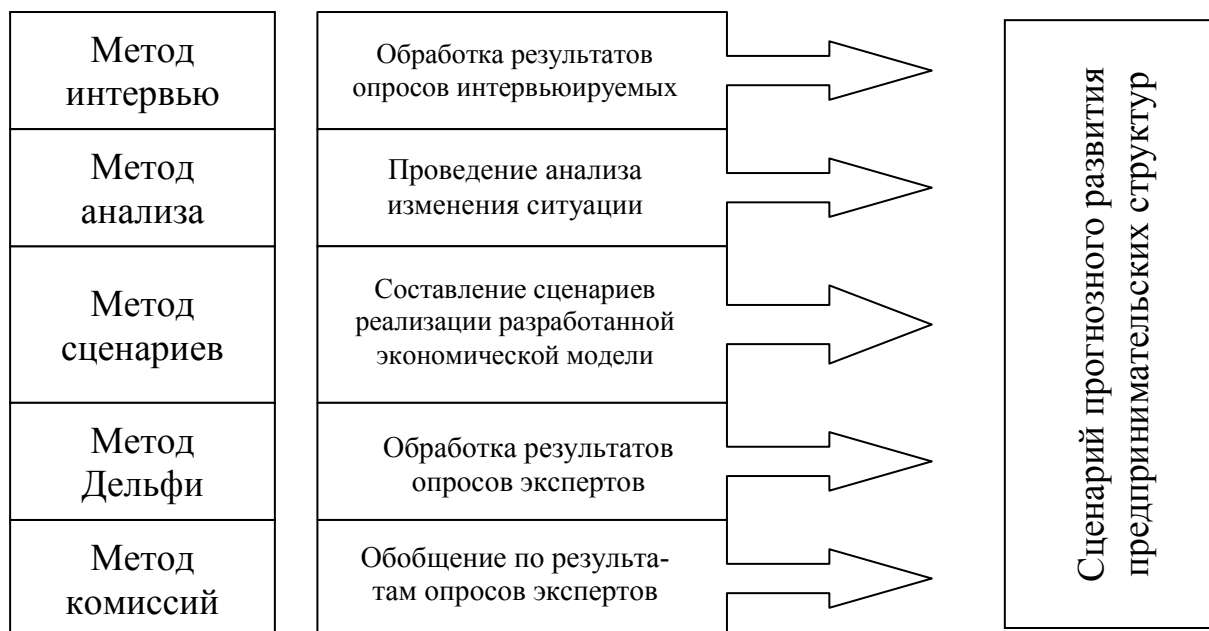 Метод
интервью
Обработка результатов
опросов интервьюируемых
Метод
анализа
Проведение анализа
изменения ситуации
Метод
сценариев
Составление сценариев
реализации разработанной
экономической модели
Метод
Дельфи
Обработка результатов
опросов экспертов
Метод
комиссий
Обобщение по результа-
там опросов экспертов
Сценарий прогнозного развития
предпринимательских структур